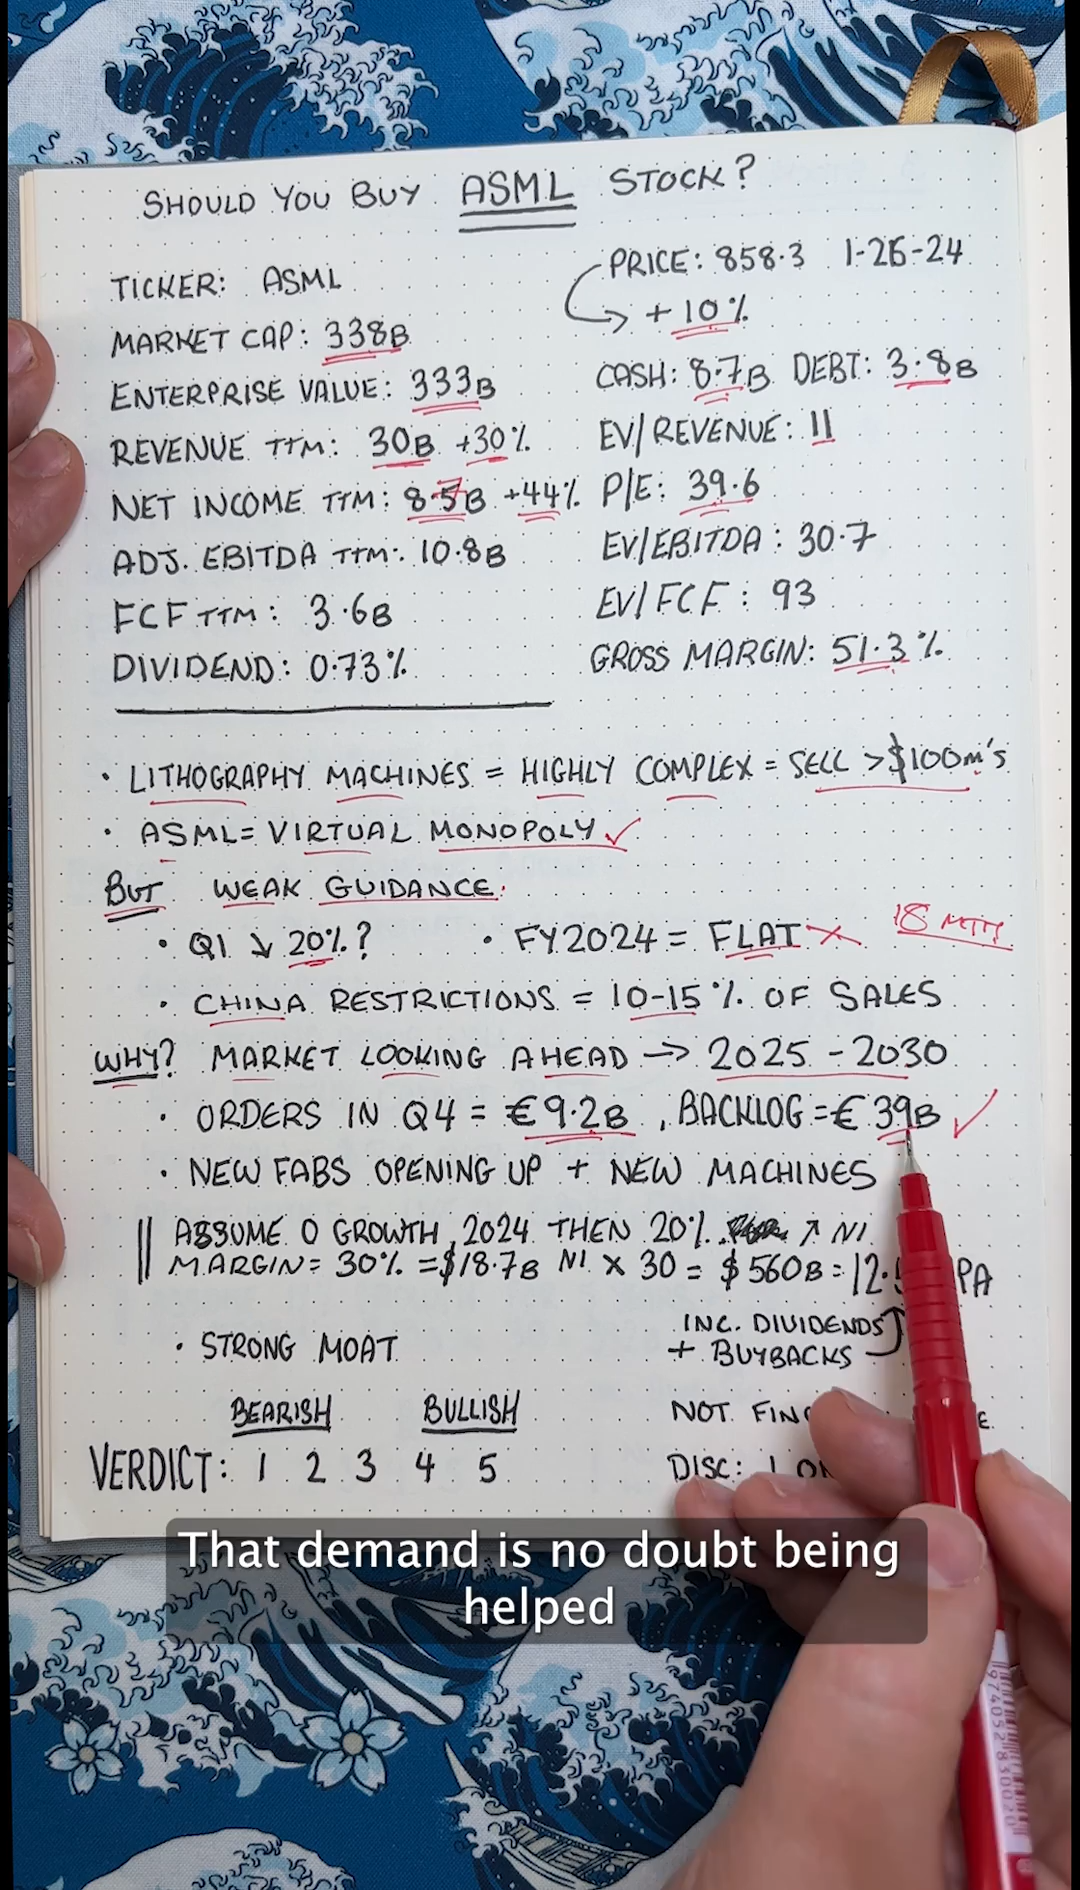 SHOULD YOU BUY ASML STOCK?
TICKER: ASML
PRICE: 858.3 1-26-24
+10%
MARKET CAP: 338B
ENTERPRISE VALUE: 333B
CASH: 8.7B DEBT: 3.8B
REVENUE TTM: 30B +30%
EV/REVENUE: 11
NET INCOME TTM: 8.5B +44%
P/E: 39.6
ADJ. EBITDA TTM: 10.8B
EV/EBITDA: 30.7
FCF TTM: 3.6B
EV/FCF: 93
DIVIDEND: 0.73%
GROSS MARGIN: 51.3%
• LITHOGRAPHY MACHINES = HIGHLY COMPLEX = SELL >$100m's
• ASML = VIRTUAL MONOPOLY ✓
BUT WEAK GUIDANCE:
• Q1 ↘ 20%? • FY2024 = FLAT X 18 MTHS
• CHINA RESTRICTIONS = 10-15% OF SALES
WHY? MARKET LOOKING AHEAD → 2025 - 2030
• ORDERS IN Q4 = €9.2B, BACKLOG = €39B ✓
• NEW FABS OPENING UP + NEW MACHINES
ASSUME 0 GROWTH 2024 THEN 20% ↗ NI
MARGIN = 30% = $18.7B NI X 30 = $560B = 12. PA
INC. DIVIDENDS
+ BUYBACKS
• STRONG MOAT
BEARISH BULLISH
NOT
VERDICT: 1 2 3 4 5
DISC: I
That demand is no doubt being
helped
9740528300020